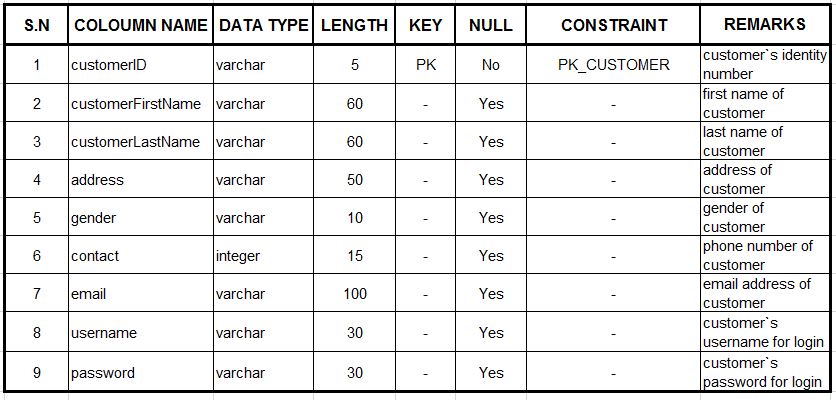 S.N COLOUMN NAME DATA TYPE LENGTH KEY NULL CONSTRAINT REMARKS
1 customerID varchar 5 PK No PK_CUSTOMER customer`s identity
number
2 customerFirstName varchar 60 - Yes - first name of
customer
3 customerLastName varchar 60 - Yes - last name of
customer
4 address varchar 50 - Yes - address of
customer
5 gender varchar 10 - Yes - gender of
customer
6 contact integer 15 - Yes - phone number of
customer
7 email varchar 100 - Yes - email address of
customer
8 username varchar 30 - Yes - customer`s
username for login
9 password varchar 30 - Yes - customer`s
password for login